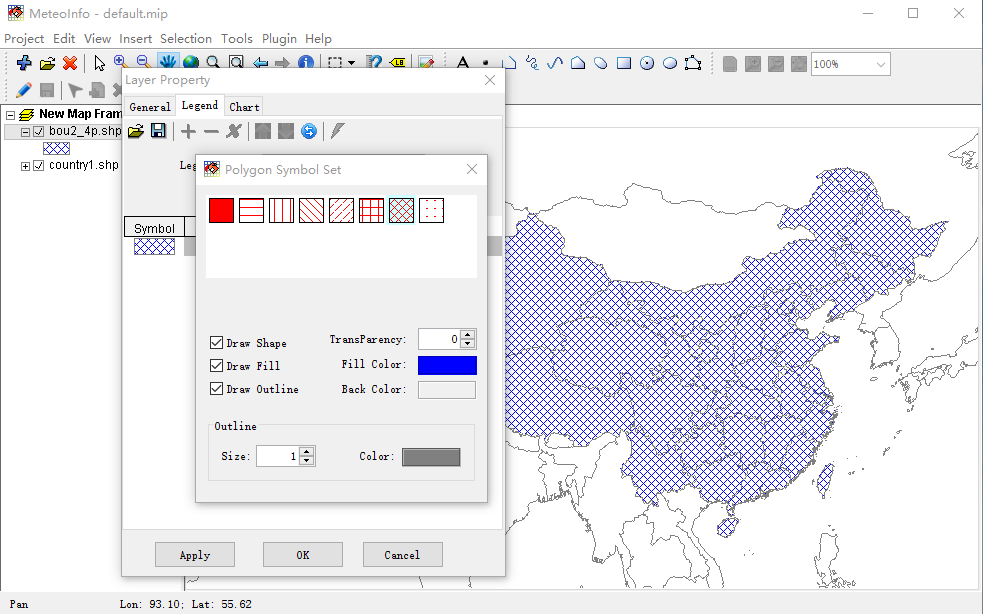 MeteoInfo - default.mip
Project Edit View Insert Selection Tools Plugin Help
100%
Layer Property
General Legend Chart
New Map Fram
bou2_4p.shp
country1.shp
Leg
Symbol
Polygon Symbol Set
Draw Shape
TransParency: 0
Draw Fill
Fill Color:
Draw Outline
Back Color:
Outline
Size: 1
Color:
Apply OK Cancel
Pan Lon: 93.10; Lat: 55.62